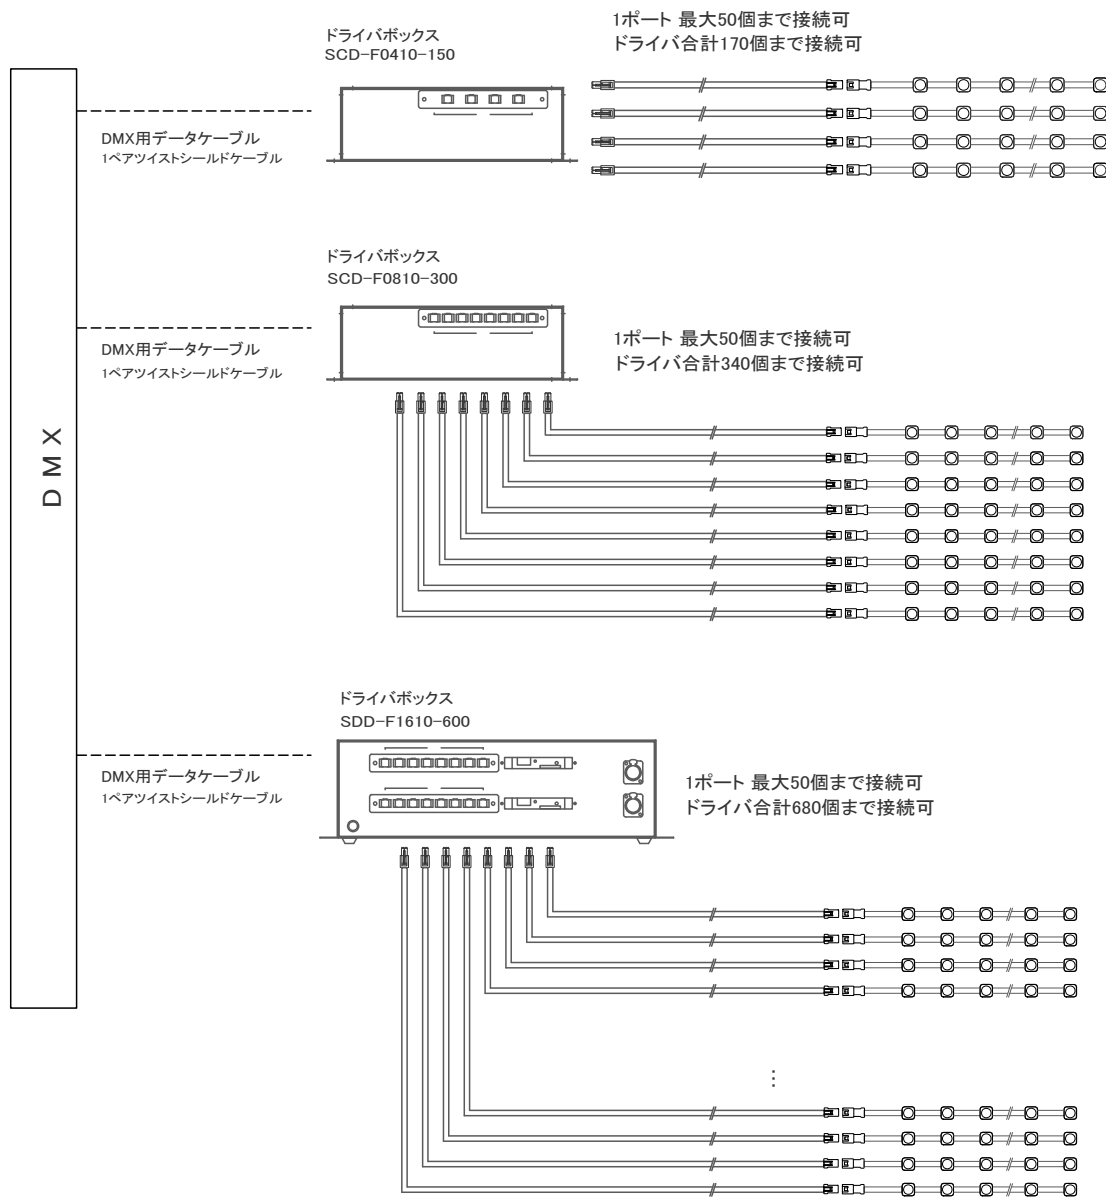 1ポート 最大50個まで接続可
ドライバ合計170個まで接続可
ドライバボックス
SCD-F0410-150
DMX用データケーブル
1ペアツイストシールドケーブル
ドライバボックス
SCD-F0810-300
1ポート 最大50個まで接続可
ドライバ合計340個まで接続可
DMX用データケーブル
1ペアツイストシールドケーブル
DMX
ドライバボックス
SDD-F1610-600
DMX用データケーブル
1ペアツイストシールドケーブル
1ポート 最大50個まで接続可
ドライバ合計680個まで接続可
⋮